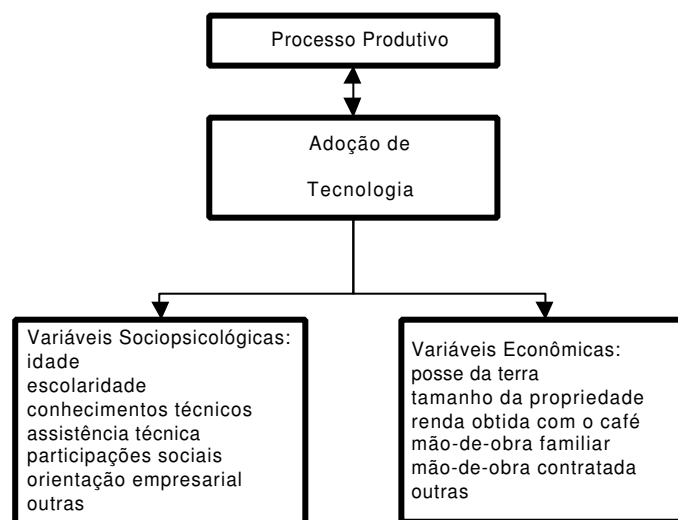 Processo Produtivo
Adoção de
Tecnologia
Variáveis Sociopsicológicas:
idade
escolaridade
conhecimentos técnicos
assistência técnica
participações sociais
orientação empresarial
outras
Variáveis Econômicas:
posse da terra
tamanho da propriedade
renda obtida com o café
mão-de-obra familiar
mão-de-obra contratada
outras